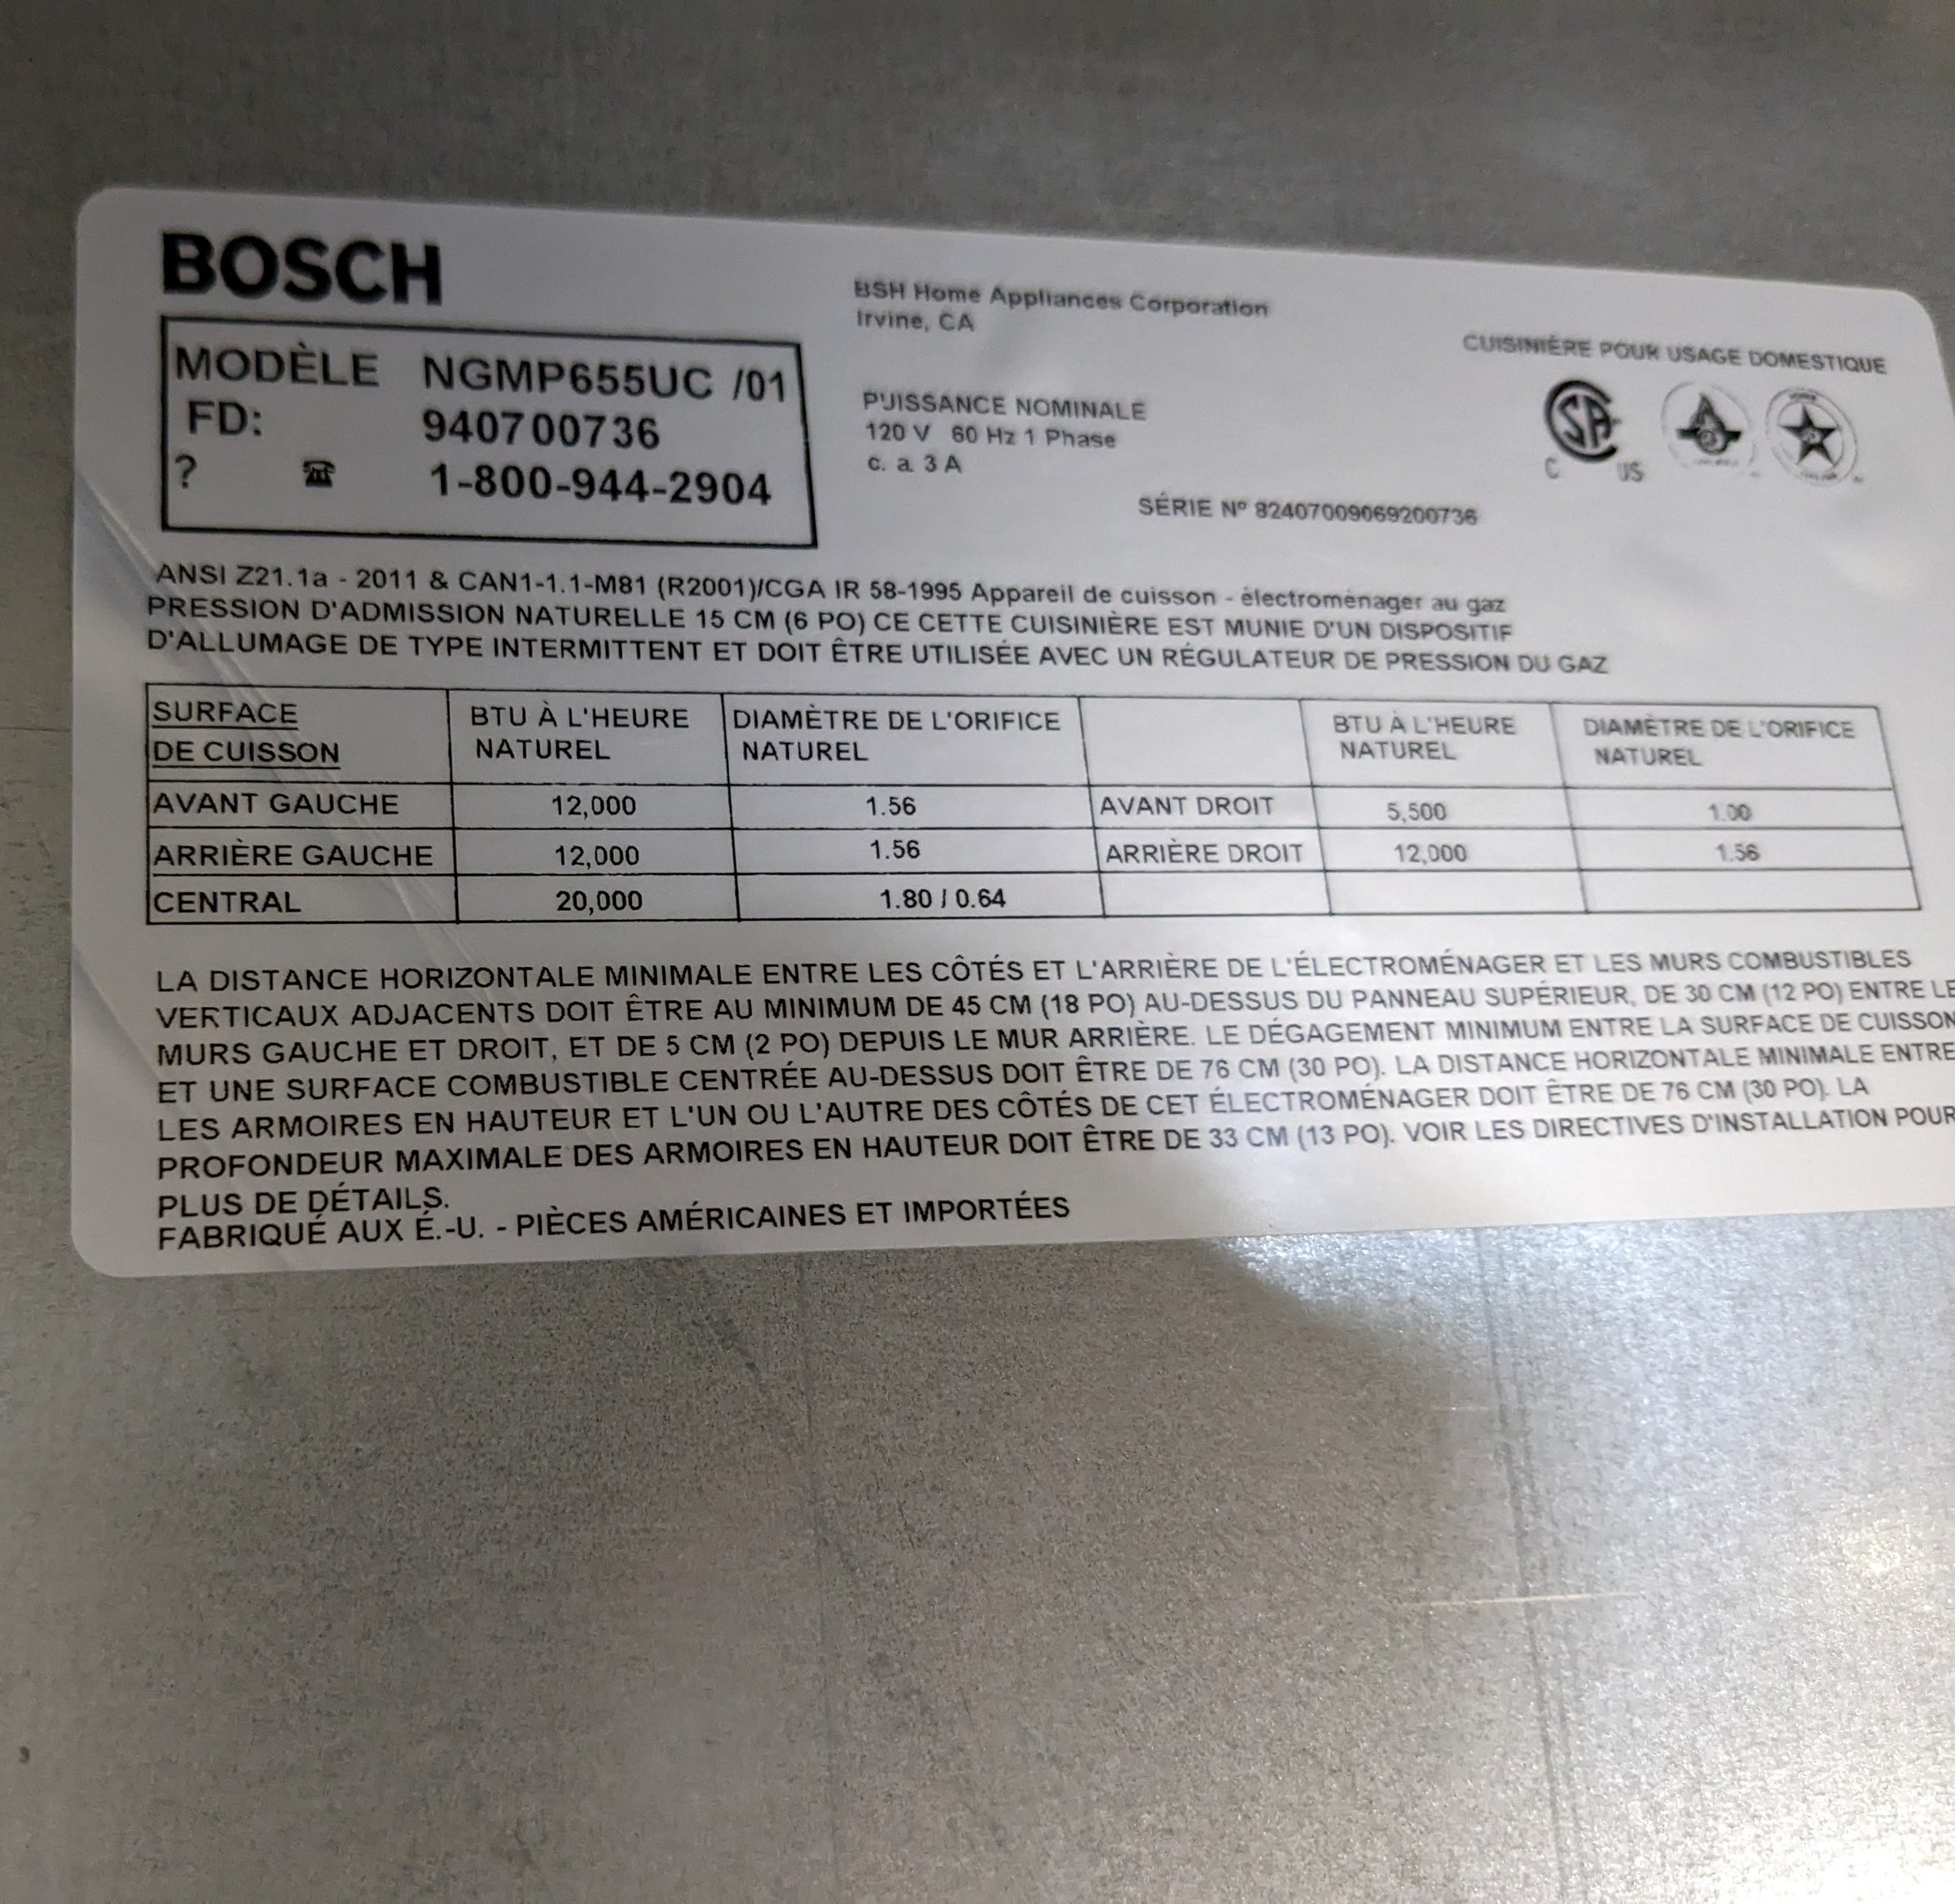 BOSCH
BSH Home Appliances Corporation
Irvine, CA
CUISINIÈRE POUR USAGE DOMESTIQUE
MODÈLE NGMP655UC /01
FD: 940700736
? ☎ 1-800-944-2904
PUISSANCE NOMINALE
120 V 60 Hz 1 Phase
c. a. 3 A
SA
C US
SÉRIE Nº 82407009069200736
ANSI Z21.1a - 2011 & CAN1-1.1-M81 (R2001)/CGA IR 58-1995 Appareil de cuisson - électroménager au gaz
PRESSION D'ADMISSION NATURELLE 15 CM (6 PO) CE CETTE CUISINIÈRE EST MUNIE D'UN DISPOSITIF
D'ALLUMAGE DE TYPE INTERMITTENT ET DOIT ÊTRE UTILISÉE AVEC UN RÉGULATEUR DE PRESSION DU GAZ
SURFACE DE CUISSON BTU À L'HEURE NATUREL DIAMÈTRE DE L'ORIFICE NATUREL BTU À L'HEURE NATUREL DIAMÈTRE DE L'ORIFICE NATUREL
AVANT GAUCHE 12,000 1.56 AVANT DROIT 5,500 1.00
ARRIÈRE GAUCHE 12,000 1.56 ARRIÈRE DROIT 12,000 1.56
CENTRAL 20,000 1.80 / 0.64
LA DISTANCE HORIZONTALE MINIMALE ENTRE LES CÔTÉS ET L'ARRIÈRE DE L'ÉLECTROMÉNAGER ET LES MURS COMBUSTIBLES
VERTICAUX ADJACENTS DOIT ÊTRE AU MINIMUM DE 45 CM (18 PO) AU-DESSUS DU PANNEAU SUPÉRIEUR, DE 30 CM (12 PO) ENTRE LE
MURS GAUCHE ET DROIT, ET DE 5 CM (2 PO) DEPUIS LE MUR ARRIÈRE. LE DÉGAGEMENT MINIMUM ENTRE LA SURFACE DE CUISSON
ET UNE SURFACE COMBUSTIBLE CENTRÉE AU-DESSUS DOIT ÊTRE DE 76 CM (30 PO). LA DISTANCE HORIZONTALE MINIMALE ENTRE
LES ARMOIRES EN HAUTEUR ET L'UN OU L'AUTRE DES CÔTÉS DE CET ÉLECTROMÉNAGER DOIT ÊTRE DE 76 CM (30 PO). LA
PROFONDEUR MAXIMALE DES ARMOIRES EN HAUTEUR DOIT ÊTRE DE 33 CM (13 PO). VOIR LES DIRECTIVES D'INSTALLATION POUR
PLUS DE DÉTAILS.
FABRIQUÉ AUX É.-U. - PIÈCES AMÉRICAINES ET IMPORTÉES